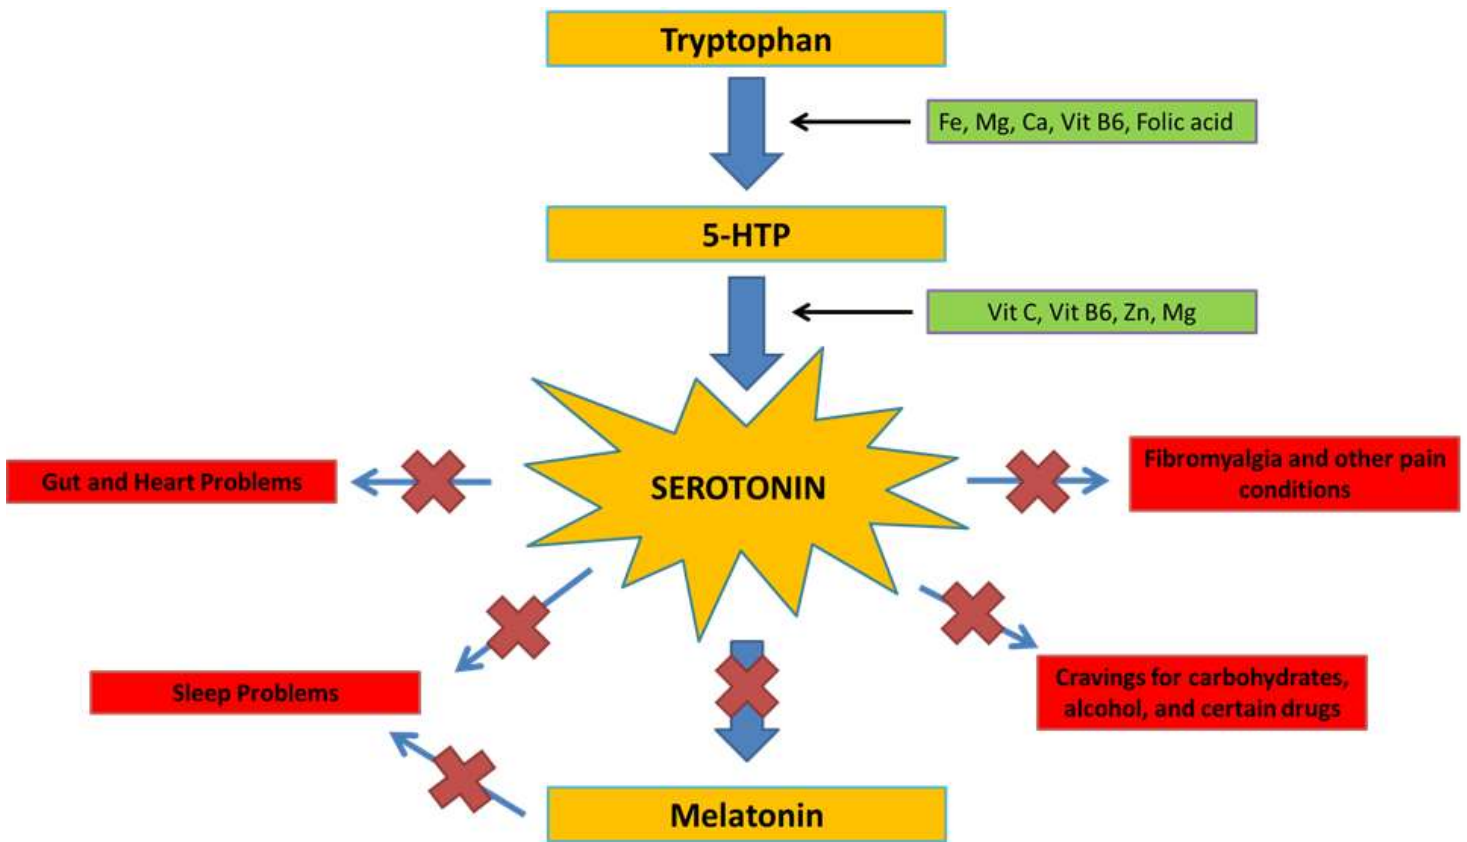 Tryptophan
Fe, Mg, Ca, Vit B6, Folic acid
5-HTP
Vit C, Vit B6, Zn, Mg
Gut and Heart Problems
SEROTONIN
Fibromyalgia and other pain
conditions
Sleep Problems
Cravings for carbohydrates,
alcohol, and certain drugs
Melatonin